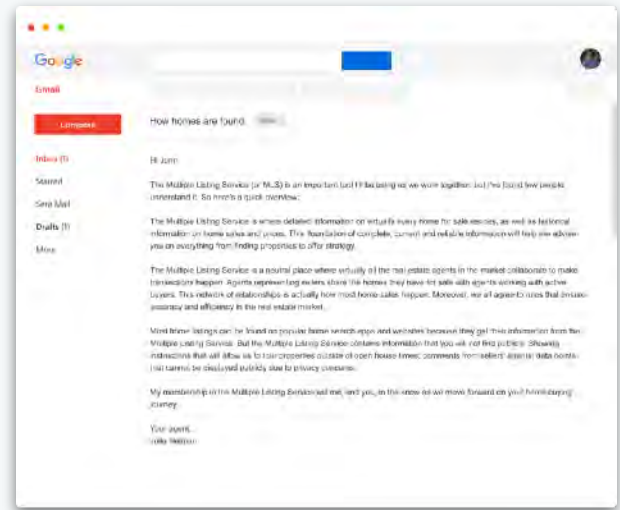 Google
Gmail
Compose
How homes are found.
Inbox (1)
Starred
Sent Mail
Drafts (1)
More
The Multiple Listing Service (or MLS) is an important tool I'll be using as we work together, but I've found few people
understand it. So here's a quick overview:
The Multiple Listing Service is where detailed information on virtually every home for sale resides, as well as historical
information on home sales and prices. This foundation of complete, current and reliable information will help me advise
you on everything from finding properties to offer strategy.
The Multiple Listing Service is a neutral place where virtually all the real estate agents in the market collaborate to make
transactions happen. Agents representing sellers share the homes they have for sale with agents working with active
buyers. This network of relationships is actually how most home sales happen. Moreover, we all agree to rules that ensure
accuracy and efficiency in the real estate market.
Most home listings can be found on popular home search apps and websites because they get their information from the
Multiple Listing Service. But the Multiple Listing Service contains information that you will not find publicly: Showing
instructions that will allow us to tour properties outside of open house times; comments from sellers' agents; data points
that cannot be displayed publicly due to privacy concerns.
My membership in the Multiple Listing Service will me, and you, in the know as we move forward on your home-buying
journey.
Your agent,